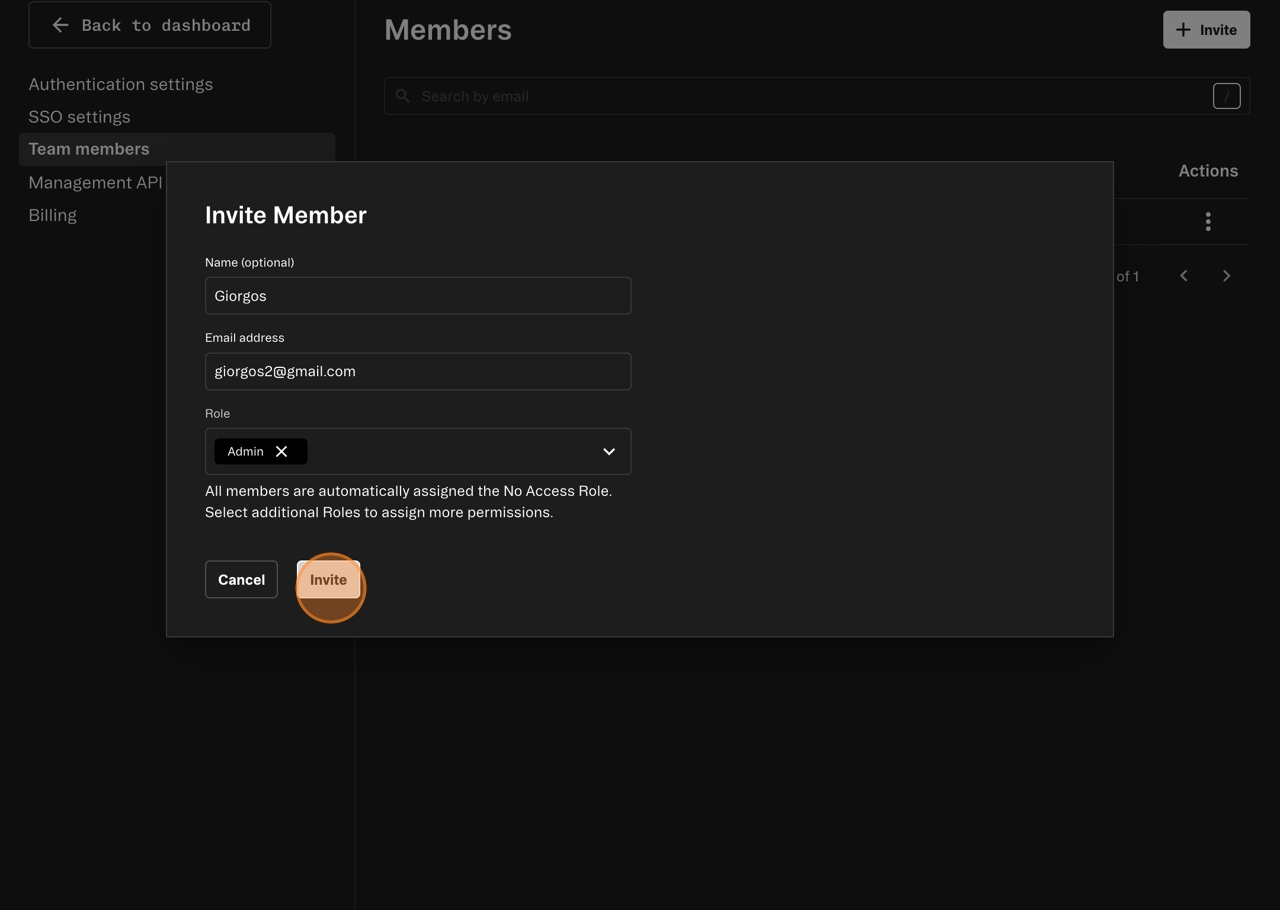 Back to dashboard
Authentication settings
SSO settings
Team members
Management API
Billing
Members
Invite
Search by email
/
Actions
of 1
Invite Member
Name (optional)
Giorgos
Email address
giorgos2@gmail.com
Role
Admin
All members are automatically assigned the No Access Role.
Select additional Roles to assign more permissions.
Cancel
Invite